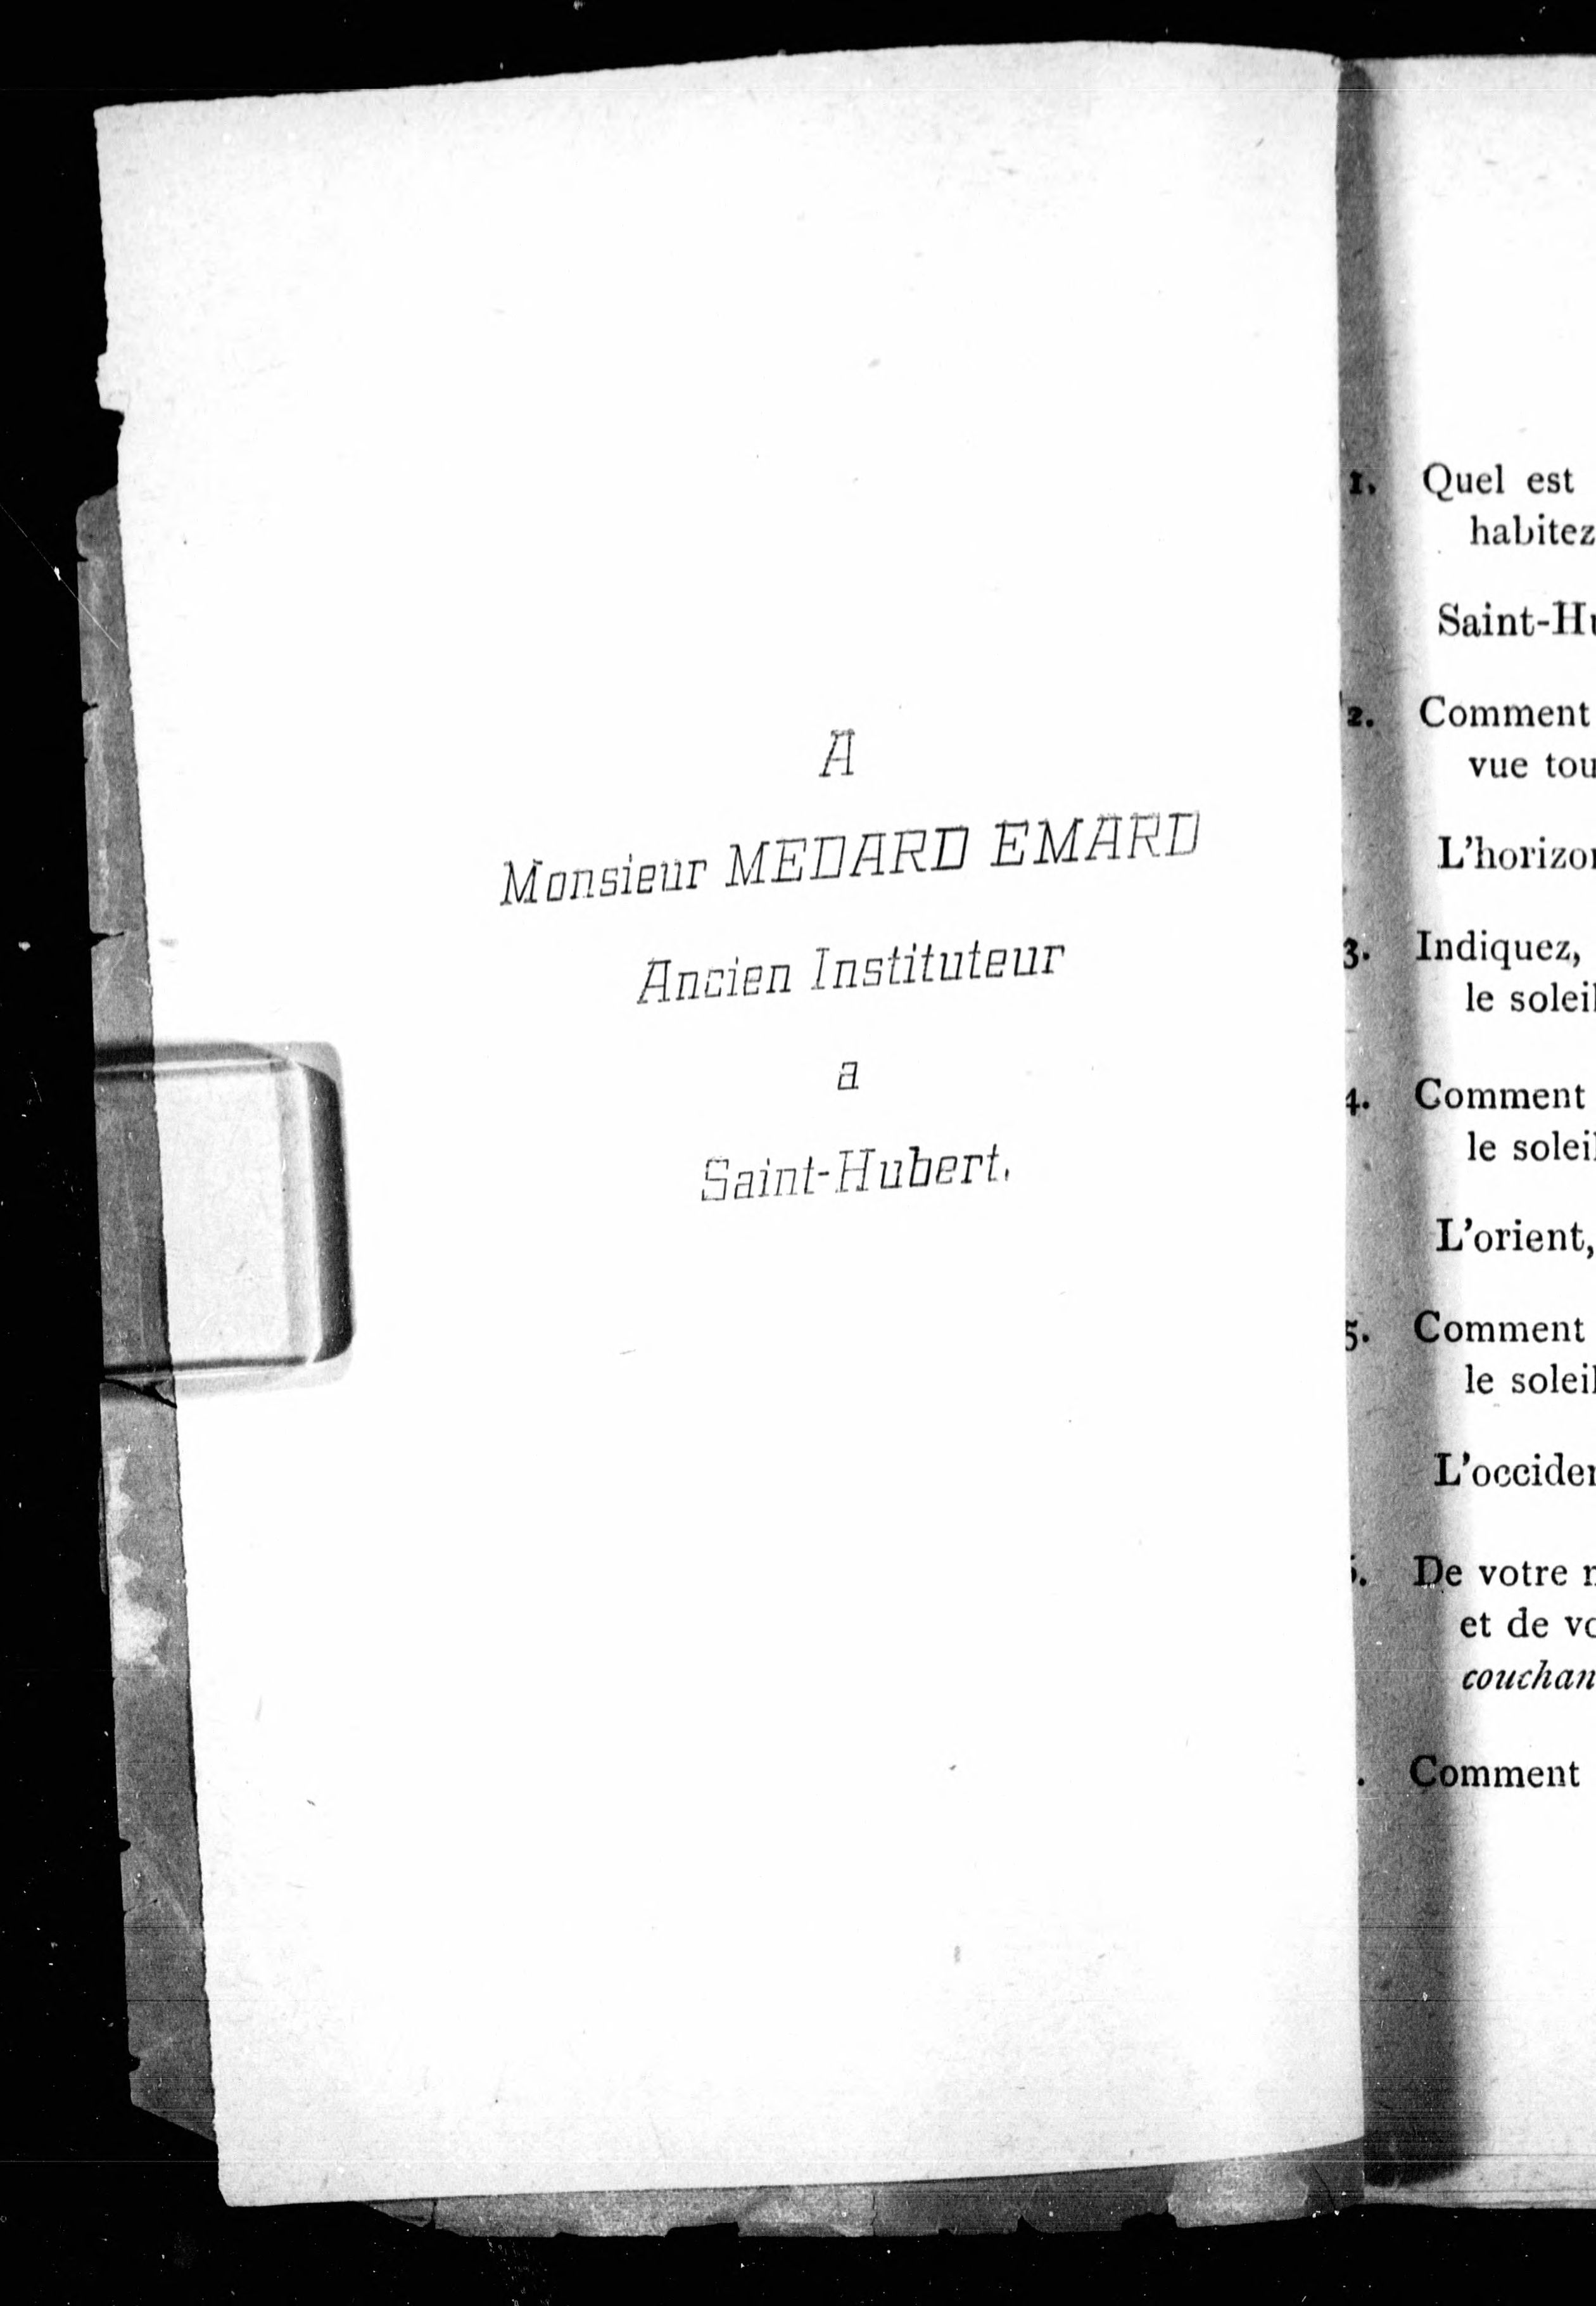 A
Monsieur MEDARD EMARD
Ancien Instituteur
a
Saint-Hubert.
1. Quel est
habitez
Saint-Hu
2. Comment
vue tou
L'horizon
3. Indiquez,
le soleil
4. Comment
le soleil
L'orient,
5. Comment
le soleil
L'occiden
De votre
et de vo
couchan
Comment